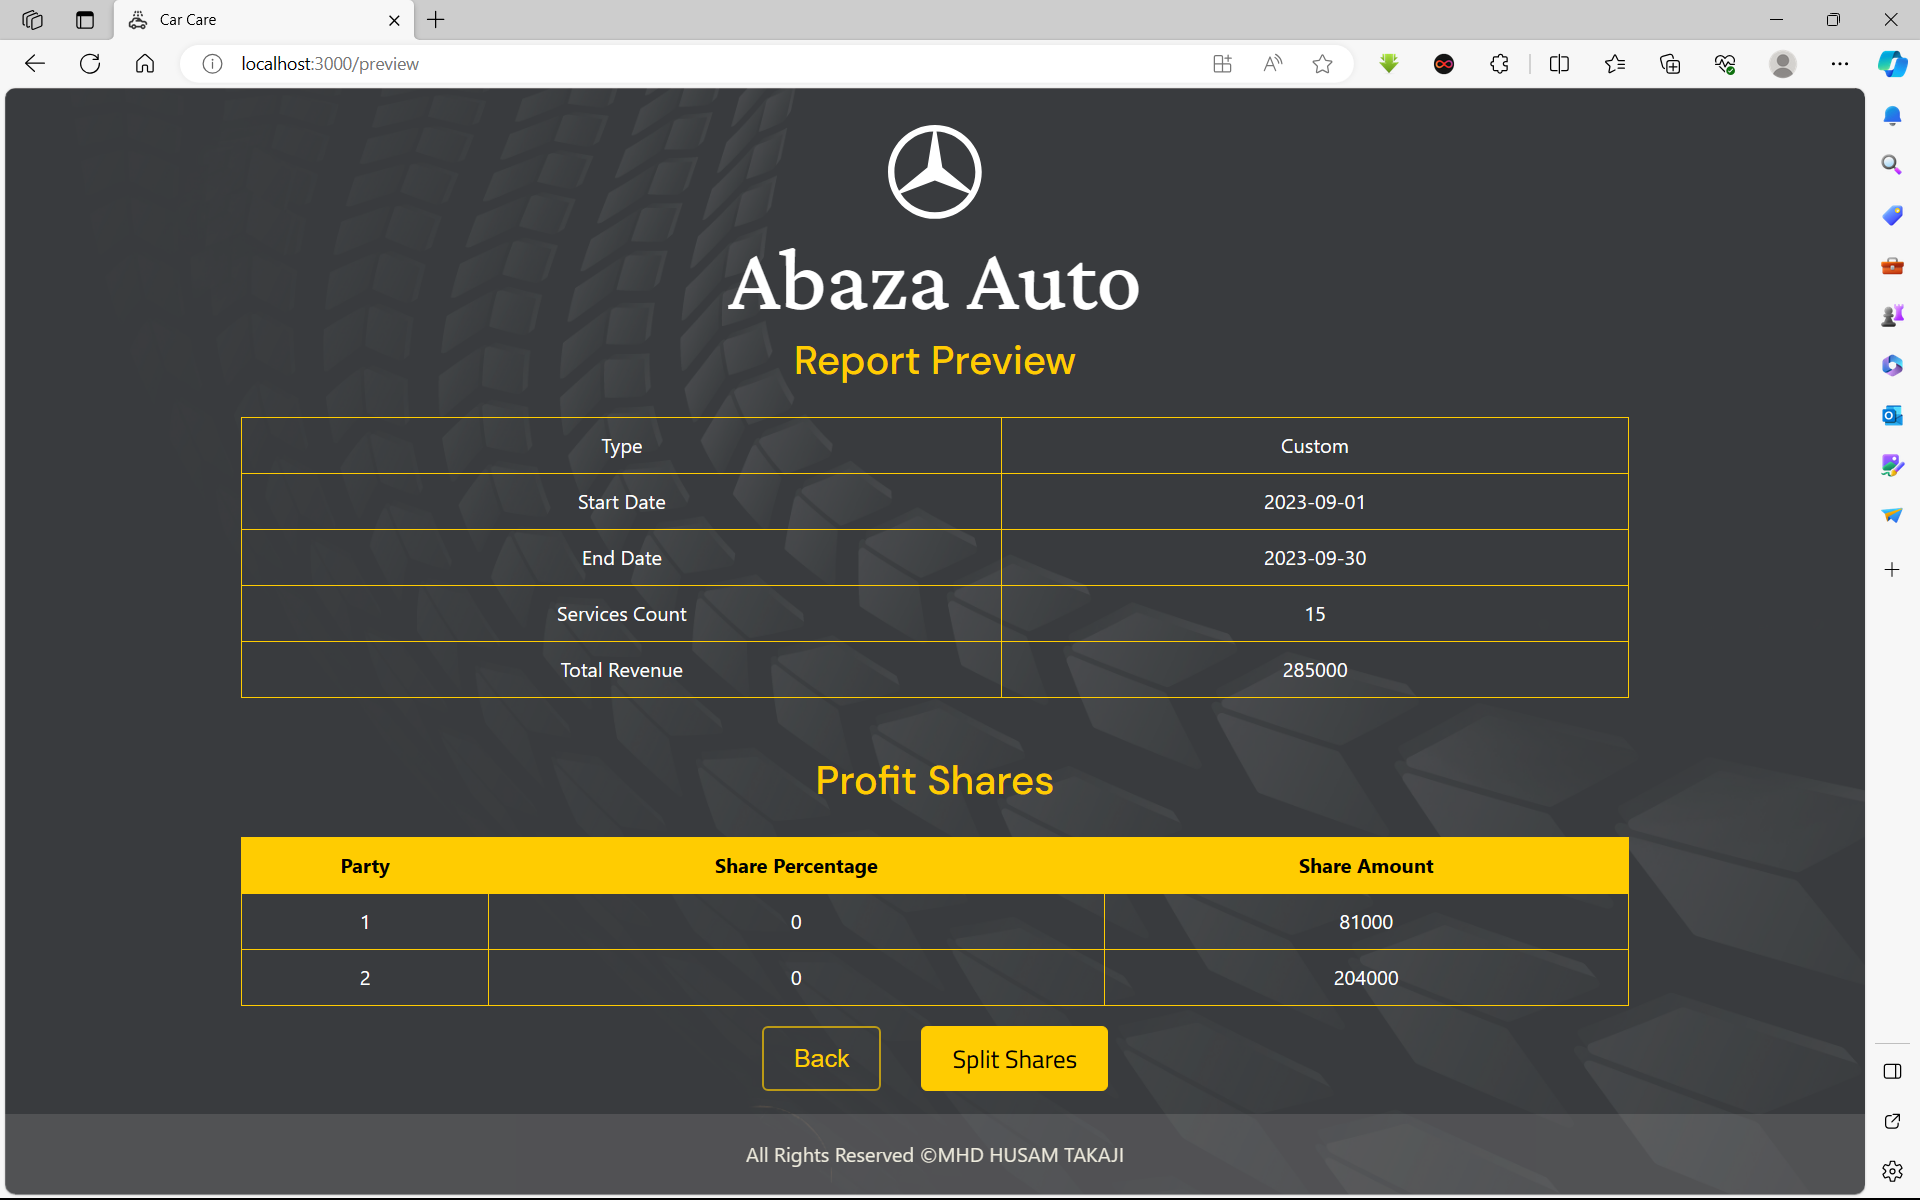 Car Care
localhost:3000/preview
Abaza Auto
Report Preview
Type Custom
Start Date 2023-09-01
End Date 2023-09-30
Services Count 15
Total Revenue 285000
Profit Shares
Party Share Percentage Share Amount
1 0 81000
2 0 204000
Back Split Shares
All Rights Reserved ©MHD HUSAM TAKAJI